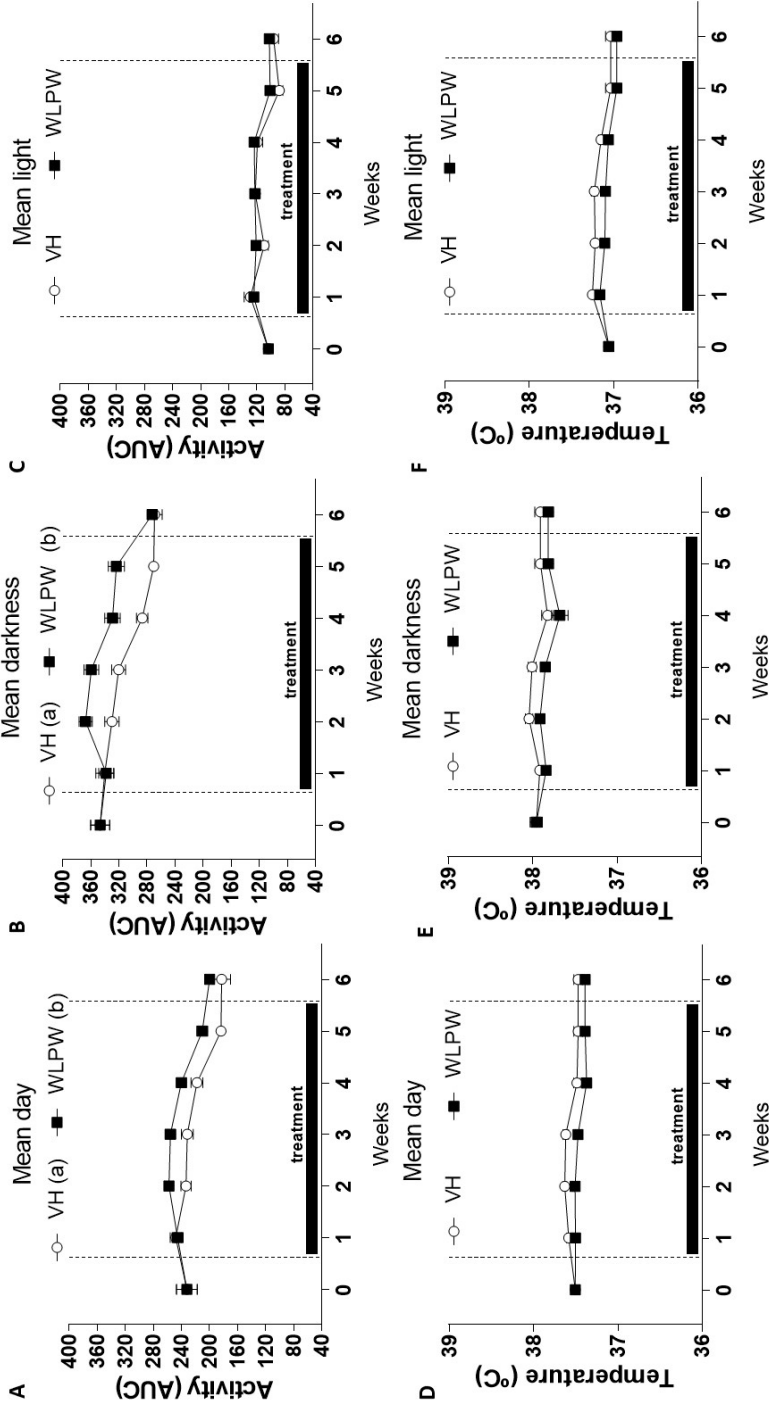 A
Mean day
VH (a) WLPW (b)
Activity (AUC)
400
360
320
280
240
200
160
120
80
40
treatment
0 1 2 3 4 5 6
Weeks
B
Mean darkness
VH (a) WLPW (b)
Activity (AUC)
400
360
320
280
240
200
160
120
80
40
treatment
0 1 2 3 4 5 6
Weeks
C
Mean light
VH WLPW
Activity (AUC)
400
360
320
280
240
200
160
120
80
40
treatment
0 1 2 3 4 5 6
Weeks
D
Mean day
VH WLPW
Temperature (ºC)
39
38
37
36
treatment
0 1 2 3 4 5 6
Weeks
E
Mean darkness
VH WLPW
Temperature (ºC)
39
38
37
36
treatment
0 1 2 3 4 5 6
Weeks
F
Mean light
VH WLPW
Temperature (ºC)
39
38
37
36
treatment
0 1 2 3 4 5 6
Weeks